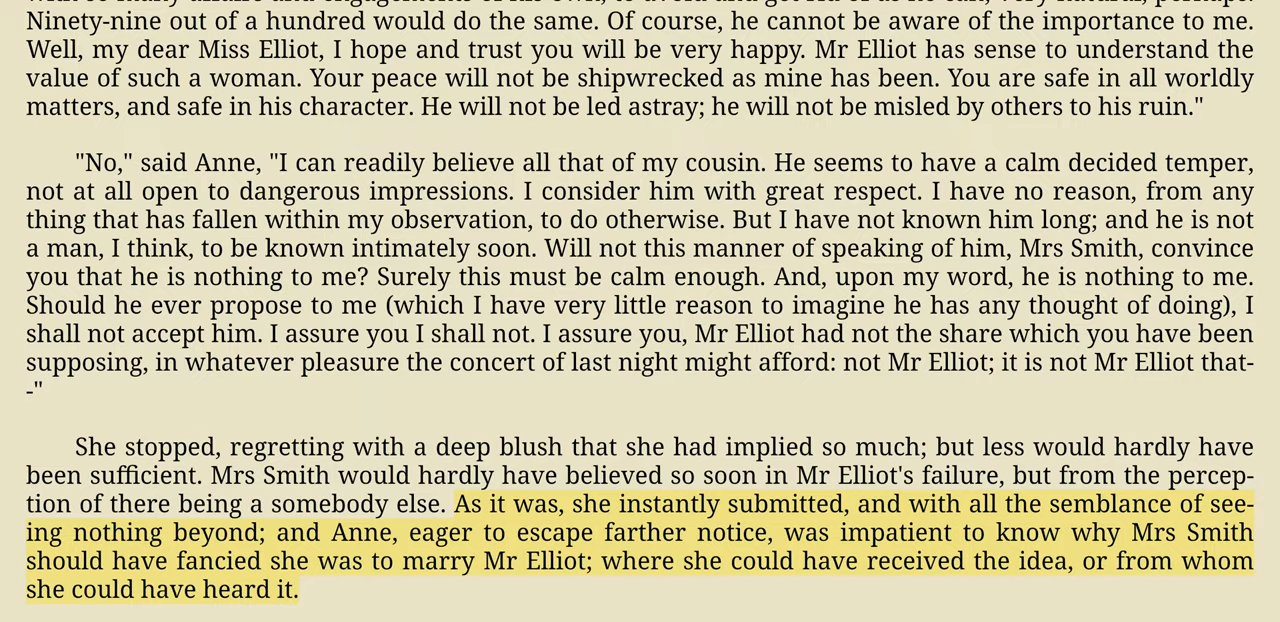 Ninety-nine out of a hundred would do the same. Of course, he cannot be aware of the importance to me.
Well, my dear Miss Elliot, I hope and trust you will be very happy. Mr Elliot has sense to understand the
value of such a woman. Your peace will not be shipwrecked as mine has been. You are safe in all worldly
matters, and safe in his character. He will not be led astray; he will not be misled by others to his ruin."
"No," said Anne, "I can readily believe all that of my cousin. He seems to have a calm decided temper,
not at all open to dangerous impressions. I consider him with great respect. I have no reason, from any
thing that has fallen within my observation, to do otherwise. But I have not known him long; and he is not
a man, I think, to be known intimately soon. Will not this manner of speaking of him, Mrs Smith, convince
you that he is nothing to me? Surely this must be calm enough. And, upon my word, he is nothing to me.
Should he ever propose to me (which I have very little reason to imagine he has any thought of doing), I
shall not accept him. I assure you I shall not. I assure you, Mr Elliot had not the share which you have been
supposing, in whatever pleasure the concert of last night might afford: not Mr Elliot; it is not Mr Elliot that-
-"
She stopped, regretting with a deep blush that she had implied so much; but less would hardly have
been sufficient. Mrs Smith would hardly have believed so soon in Mr Elliot's failure, but from the percep-
tion of there being a somebody else. As it was, she instantly submitted, and with all the semblance of see-
ing nothing beyond; and Anne, eager to escape farther notice, was impatient to know why Mrs Smith
should have fancied she was to marry Mr Elliot; where she could have received the idea, or from whom
she could have heard it.